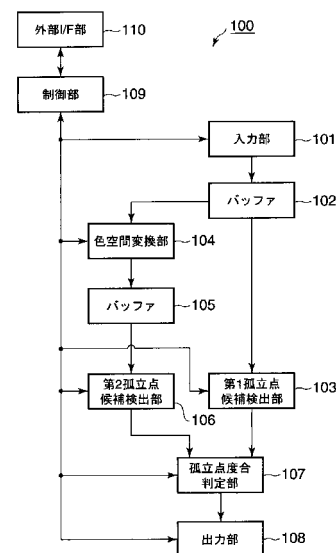 外部I/F部
110
100
制御部
109
入力部
101
バッファ
102
色空間変換部
104
バッファ
105
第2孤立点
候補検出部
106
第1孤立点
候補検出部
103
孤立点度合
判定部
107
出力部
108